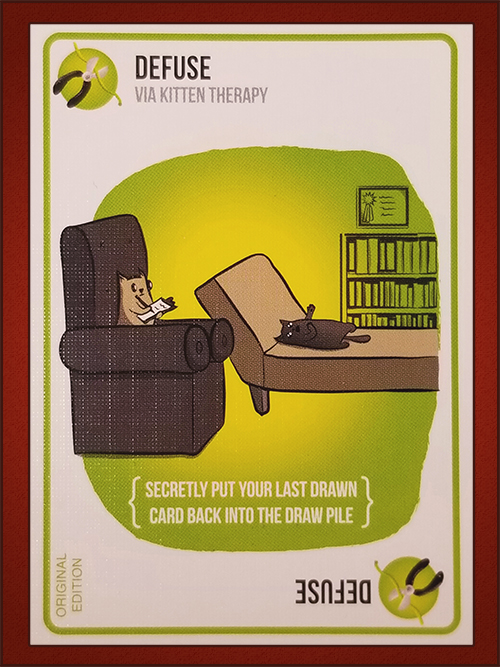 DEFUSE
VIA KITTEN THERAPY
SECRETLY PUT YOUR LAST DRAWN
CARD BACK INTO THE DRAW PILE
ORIGINAL
EDITION
DEFUSE